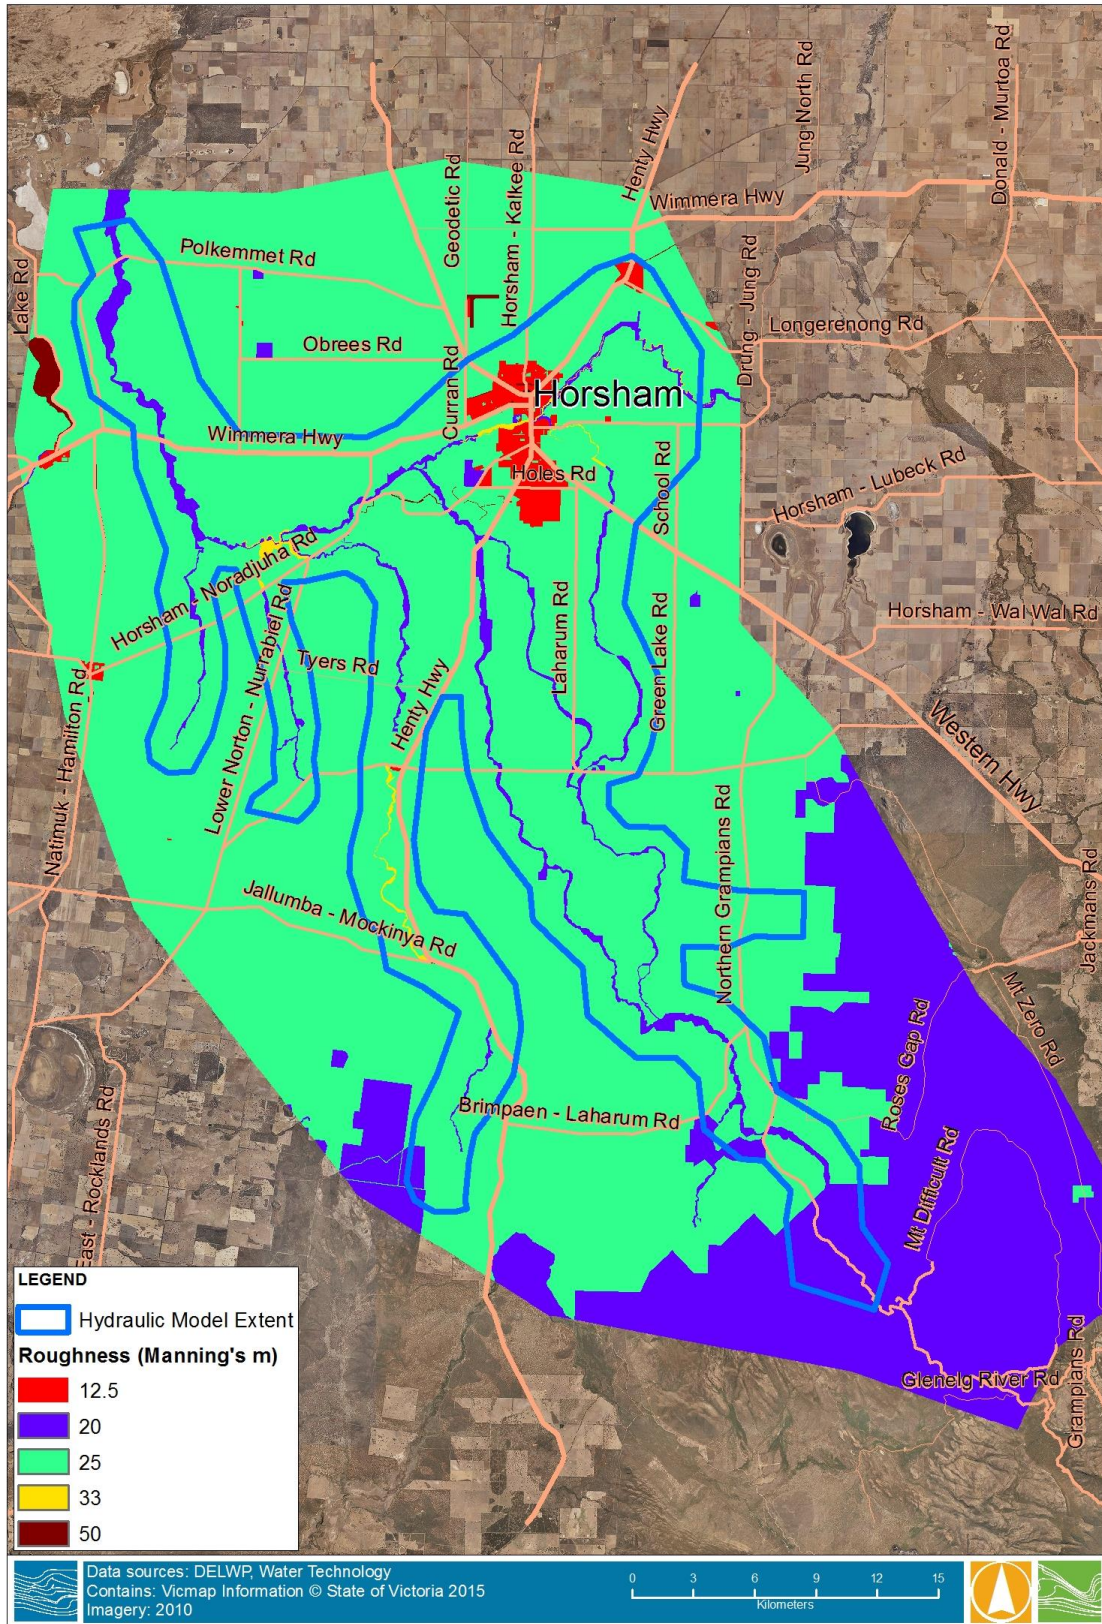 Jung North Rd
Donald - Murtoa Rd
Henty Hwy
Geodetic Rd
Horsham - Kalkee Rd
Wimmera Hwy
Polkemmet Rd
Lake Rd
Drung - Jung Rd
Longerenong Rd
Obrees Rd
Curran Rd
Horsham
Wimmera Hwy
Holes Rd
School Rd
Horsham - Lubeck Rd
Horsham - Noradjuha Rd
Horsham - Wal Wal Rd
Lower Norton - Nurrabiel Rd
Laharum Rd
Green Lake Rd
Tyers Rd
Natimuk - Hamilton Rd
Henty Hwy
Western Hwy
Northern Grampians Rd
Jallumba - Mockinya Rd
Jackmans Rd
Mt Zero Rd
Roses Gap Rd
Brimpaen - Laharum Rd
East - Rocklands Rd
Mt Difficult Rd
Glenelg River Rd
Grampians Rd
LEGEND
Hydraulic Model Extent
Roughness (Manning's m)
12.5
20
25
33
50
Data sources: DELWP, Water Technology
Contains: Vicmap Information © State of Victoria 2015
Imagery: 2010
0 3 6 9 12 15
Kilometers